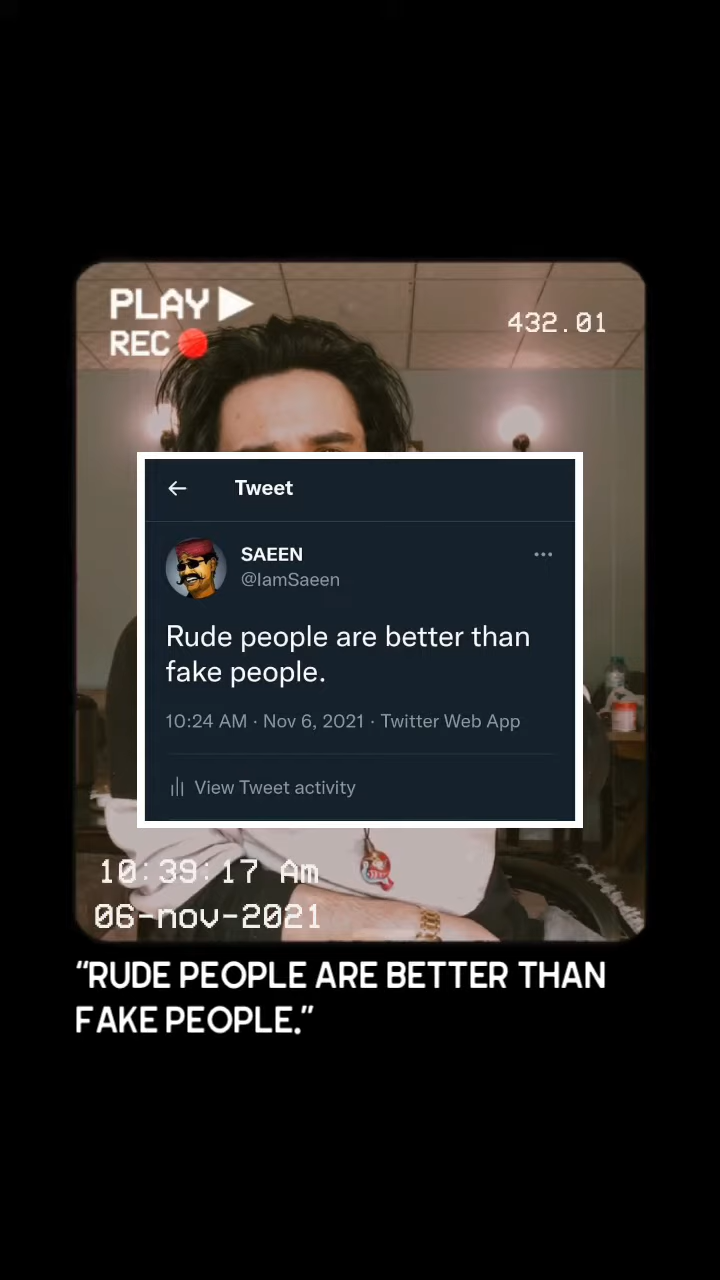 PLAY
REC
432.01
Tweet
SAEEN
@IamSaeen
Rude people are better than
fake people.
10:24 AM · Nov 6, 2021 · Twitter Web App
View Tweet activity
10:39:17 Am
06-nov-2021
“RUDE PEOPLE ARE BETTER THAN
FAKE PEOPLE.”